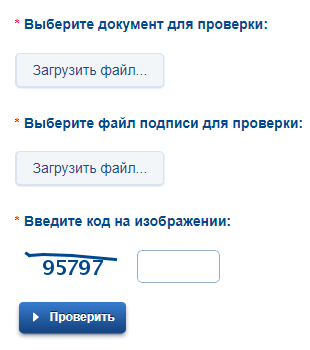 * Выберите документ для проверки:
Загрузить файл...
* Выберите файл подписи для проверки:
Загрузить файл...
* Введите код на изображении:
95797
Проверить